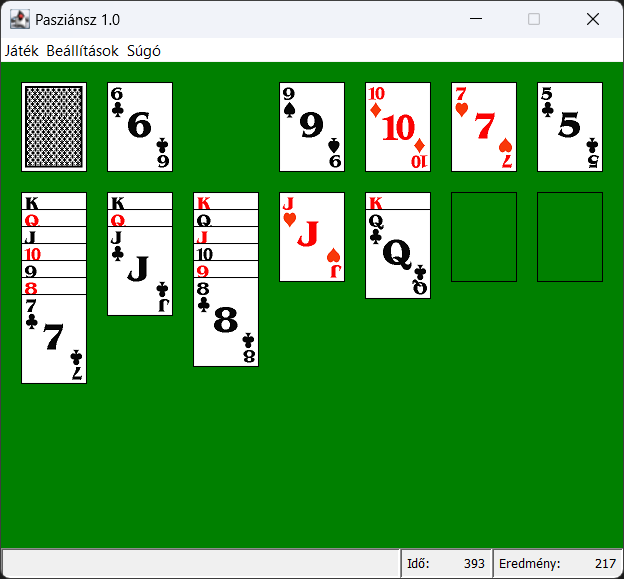 Pasziánsz 1.0
Játék Beállítások Súgó
6 6 9 9 9 9 10 10 10 7 7 7 5 5 5
K K K J K
Q Q Q J Q
J J J J Q
10 J 10 Q
9 J 9
8 8
7 8
7 8
7
Idő: 393 Eredmény: 217